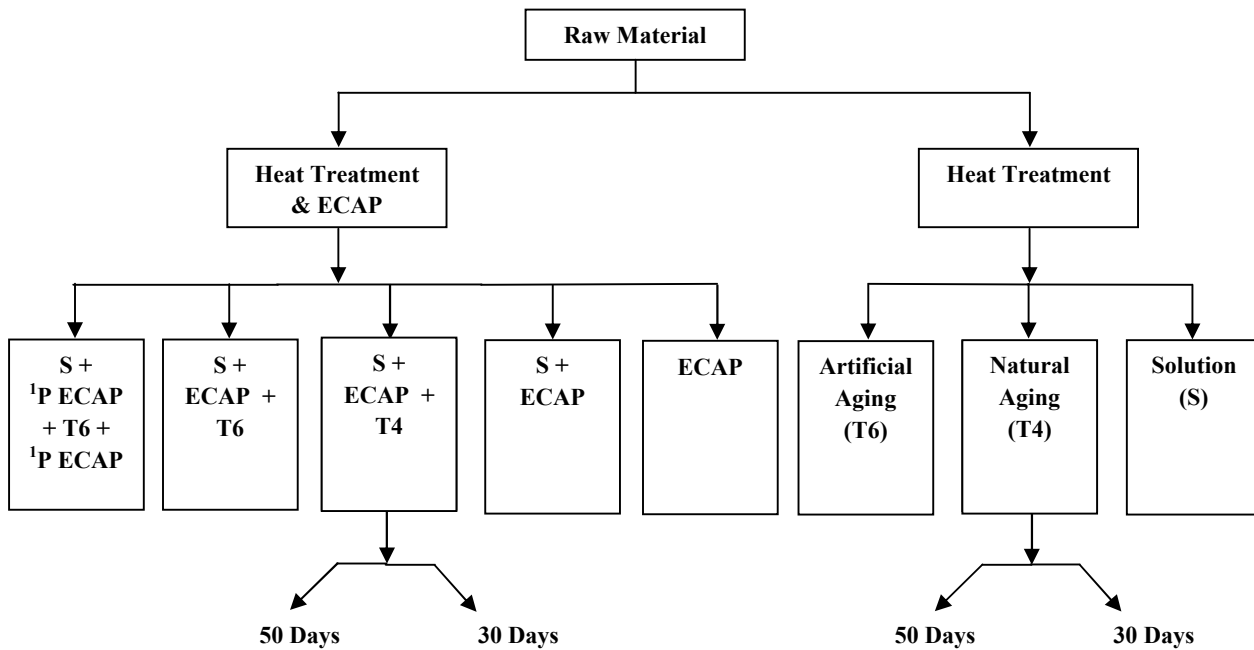 Raw Material
Heat Treatment
& ECAP
Heat Treatment
S +
¹P ECAP
+ T6 +
¹P ECAP
S +
ECAP +
T6
S +
ECAP +
T4
S +
ECAP
ECAP
Artificial
Aging
(T6)
Natural
Aging
(T4)
Solution
(S)
50 Days
30 Days
50 Days
30 Days